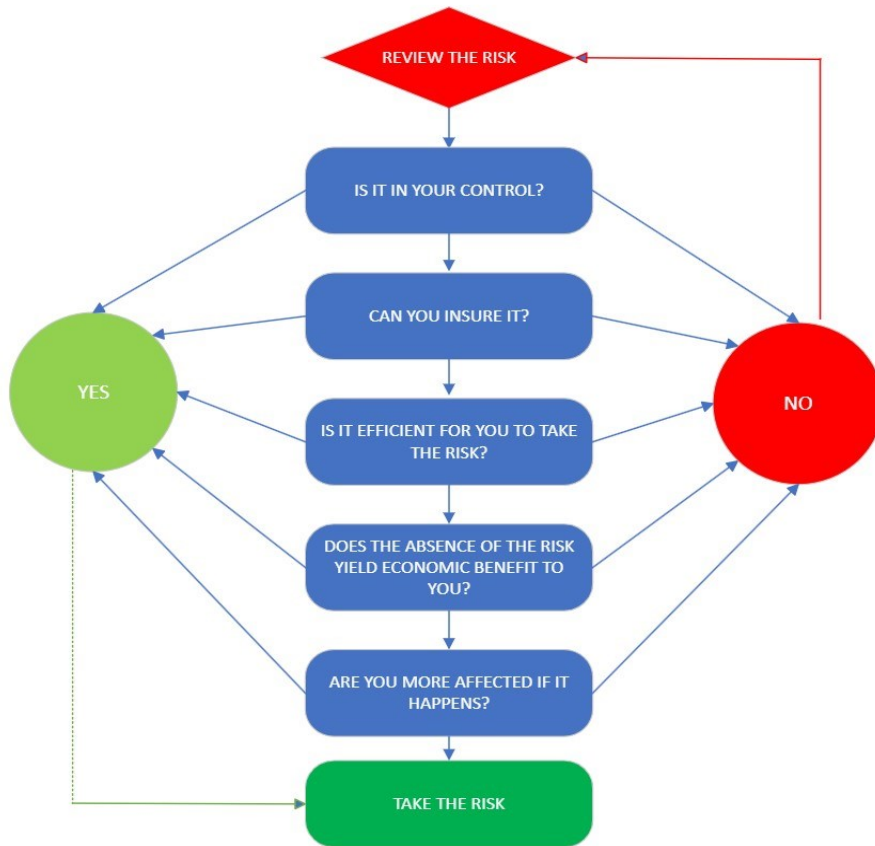 REVIEW THE RISK
IS IT IN YOUR CONTROL?
CAN YOU INSURE IT?
YES
NO
IS IT EFFICIENT FOR YOU TO TAKE
THE RISK?
DOES THE ABSENCE OF THE RISK
YIELD ECONOMIC BENEFIT TO
YOU?
ARE YOU MORE AFFECTED IF IT
HAPPENS?
TAKE THE RISK